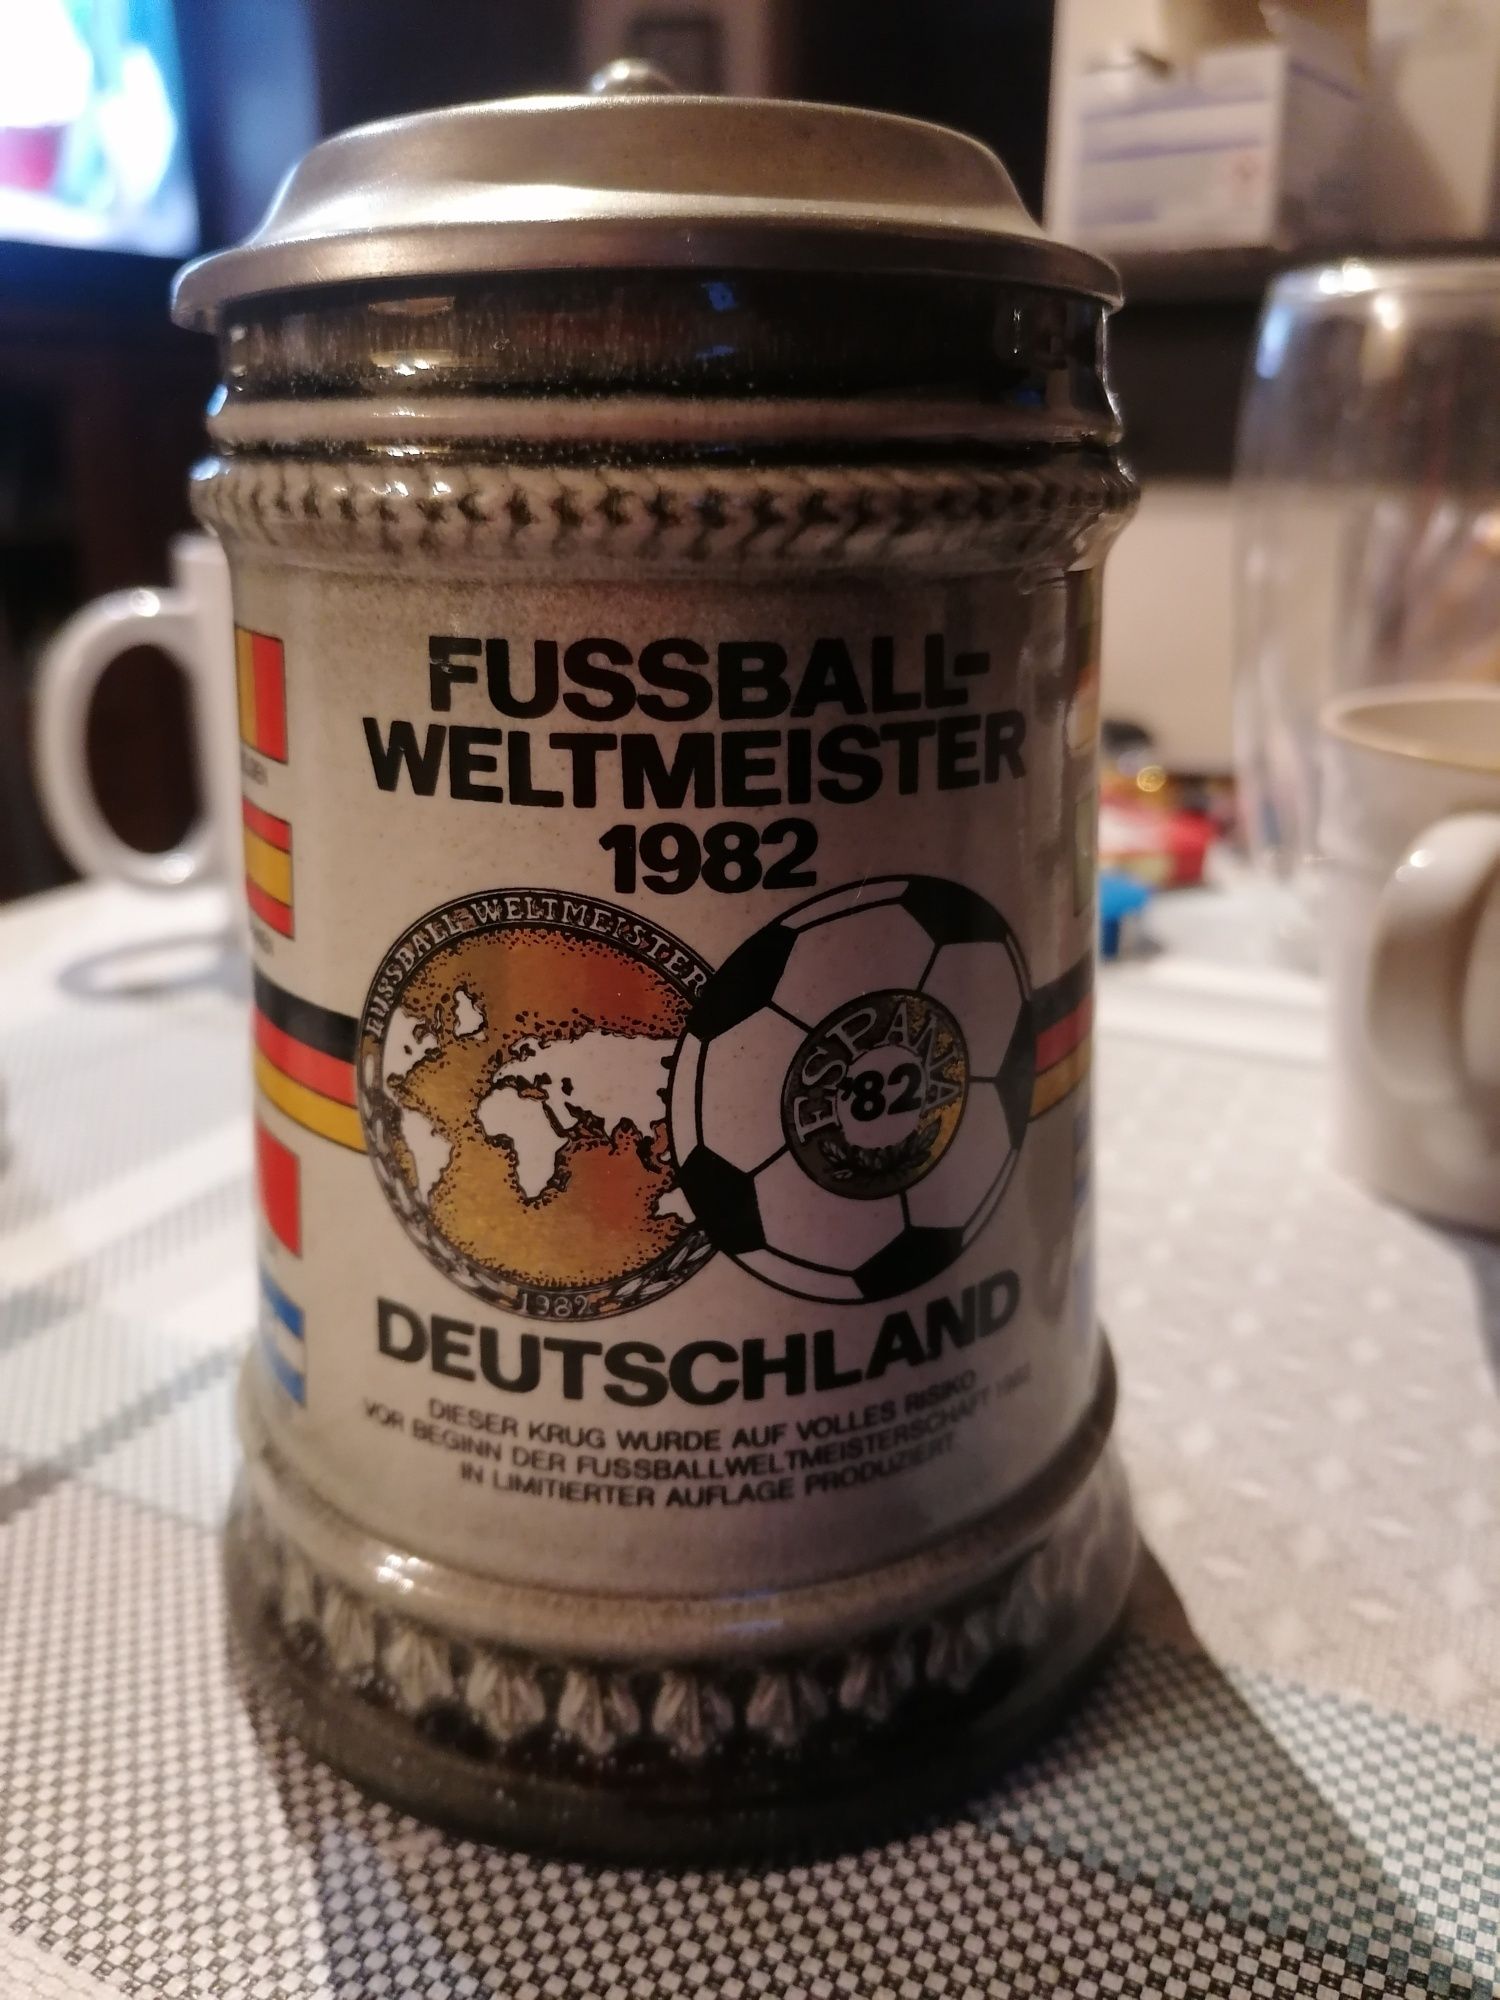 FUSSBALL-
WELTMEISTER
1982
FUSSBALL-WELTMEISTER
1982
ESPAÑA
'82
DEUTSCHLAND
DIESER KRUG WURDE AUF VOLLES RISIKO
VOR BEGINN DER FUSSBALLWELTMEISTERSCHAFT 1982
IN LIMITIERTER AUFLAGE PRODUZIERT